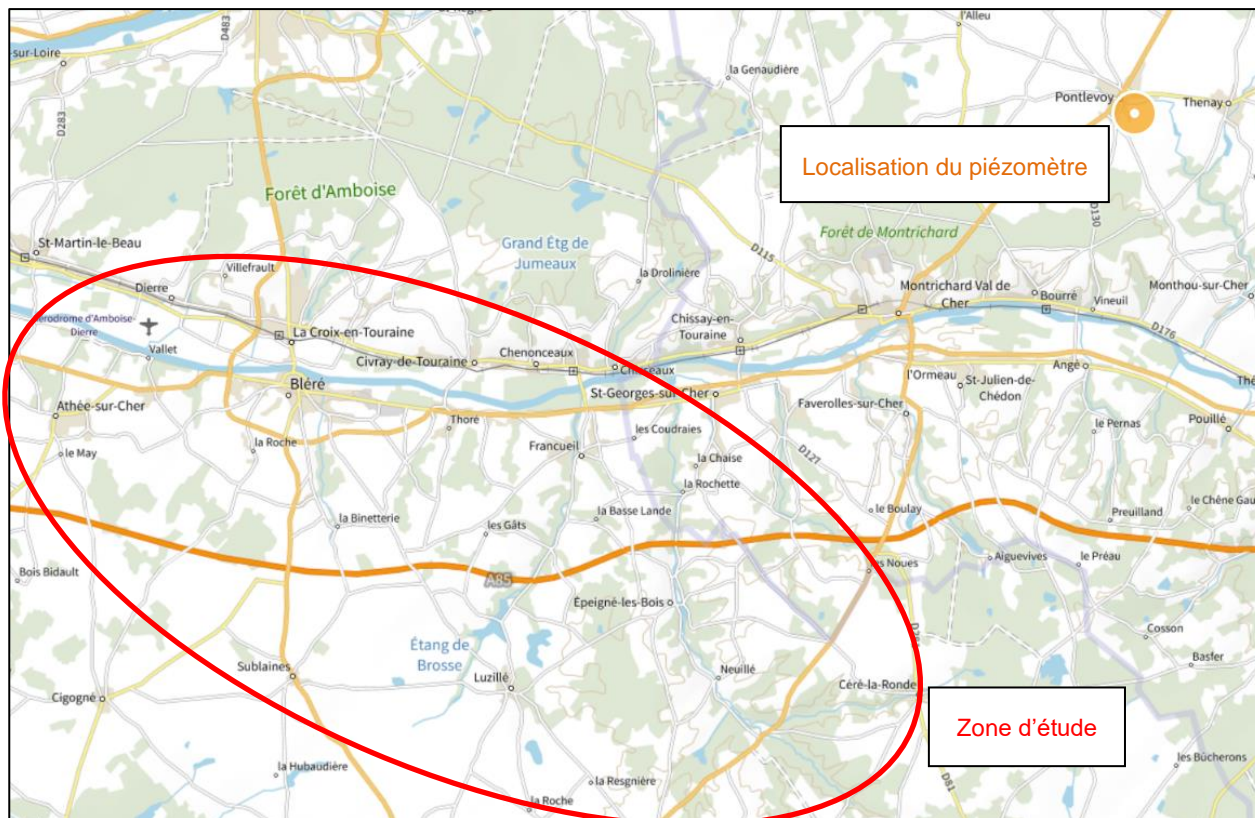 D483
l'Alleu
-sur-Loire
la Genaudière
Pontlevoy
Thenay
D283
Localisation du piézomètre
Forêt d'Amboise
D130
Forêt de Montrichard
St-Martin-le-Beau
Grand Étg de
Jumeaux
D115
Villefrault
la Drolinière
Dierre
Montrichard Val de
Cher
Bourré
Monthou-sur-Cher
Vineuil
Aérodrome d'Amboise-
Dierre
Chissay-en-
Touraine
La Croix-en-Touraine
D176
Vallet
Civray-de-Touraine
Chenonceaux
Chisseaux
Angé
Thé
Bléré
l'Ormeau
St-Julien-de-
Chédon
St-Georges-sur-Cher
Athée-sur-Cher
Faverolles-sur-Cher
Thoré
le Pernas
Pouillé
les Coudraies
la Roche
Francueil
le May
D127
la Chaise
la Rochette
le Chêne Gau
le Boulay
la Basse Lande
Preuilland
la Binetterie
les Gâts
Aiguevives
le Préau
les Noues
Bois Bidault
A85
Épeigné-les-Bois
Étang de
Brosse
Cosson
Basfer
Sublaines
Neuillé
Luzillé
Céré-la-Ronde
Cigogné
Zone d'étude
la Hubaudière
la Resgnière
les Bûcherons
D81
la Roche